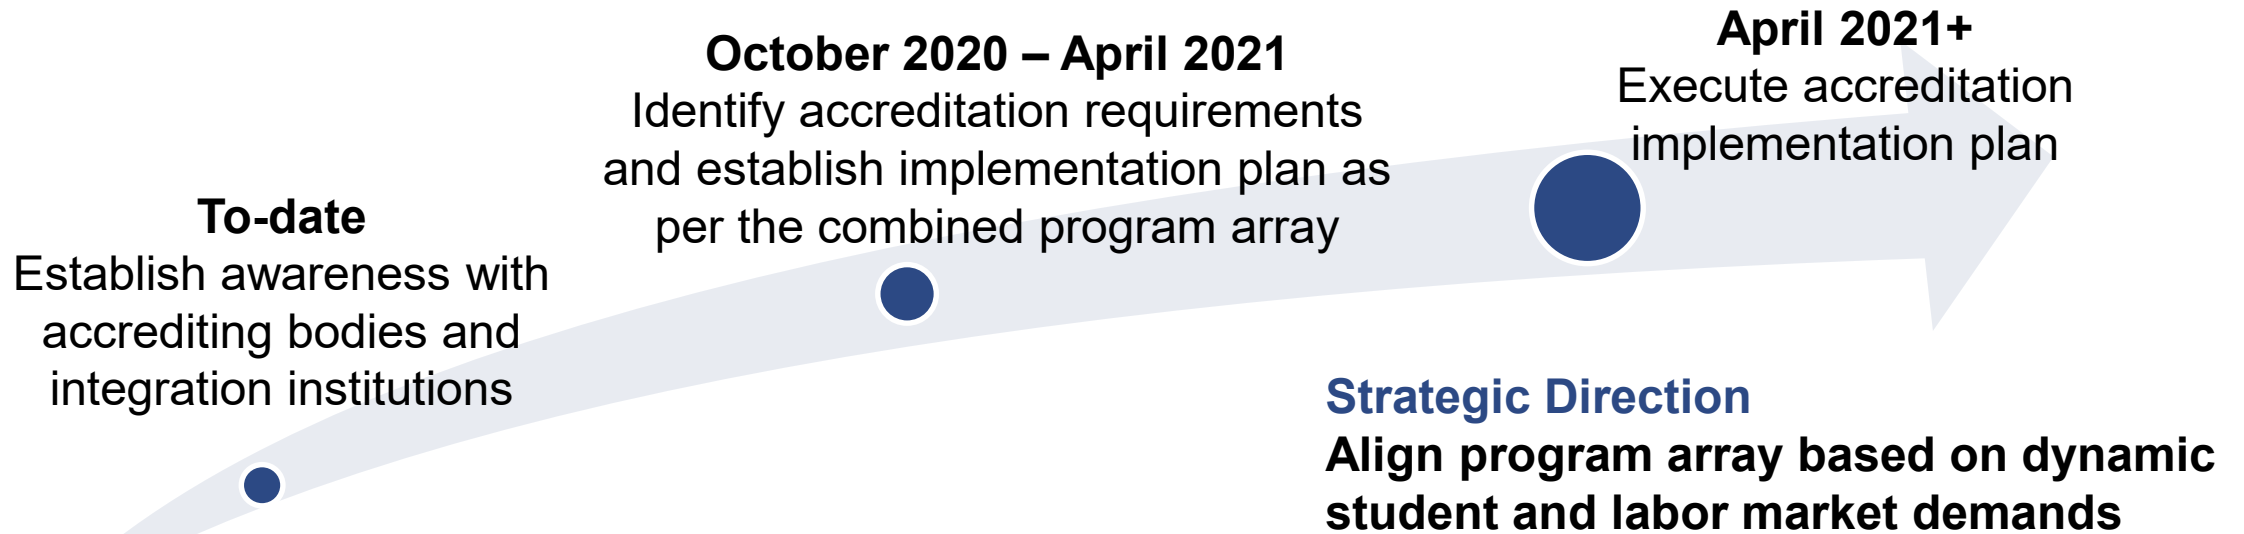 To-date
Establish awareness with
accrediting bodies and
integration institutions
October 2020 – April 2021
Identify accreditation requirements
and establish implementation plan as
per the combined program array
April 2021+
Execute accreditation
implementation plan
Strategic Direction
Align program array based on dynamic
student and labor market demands